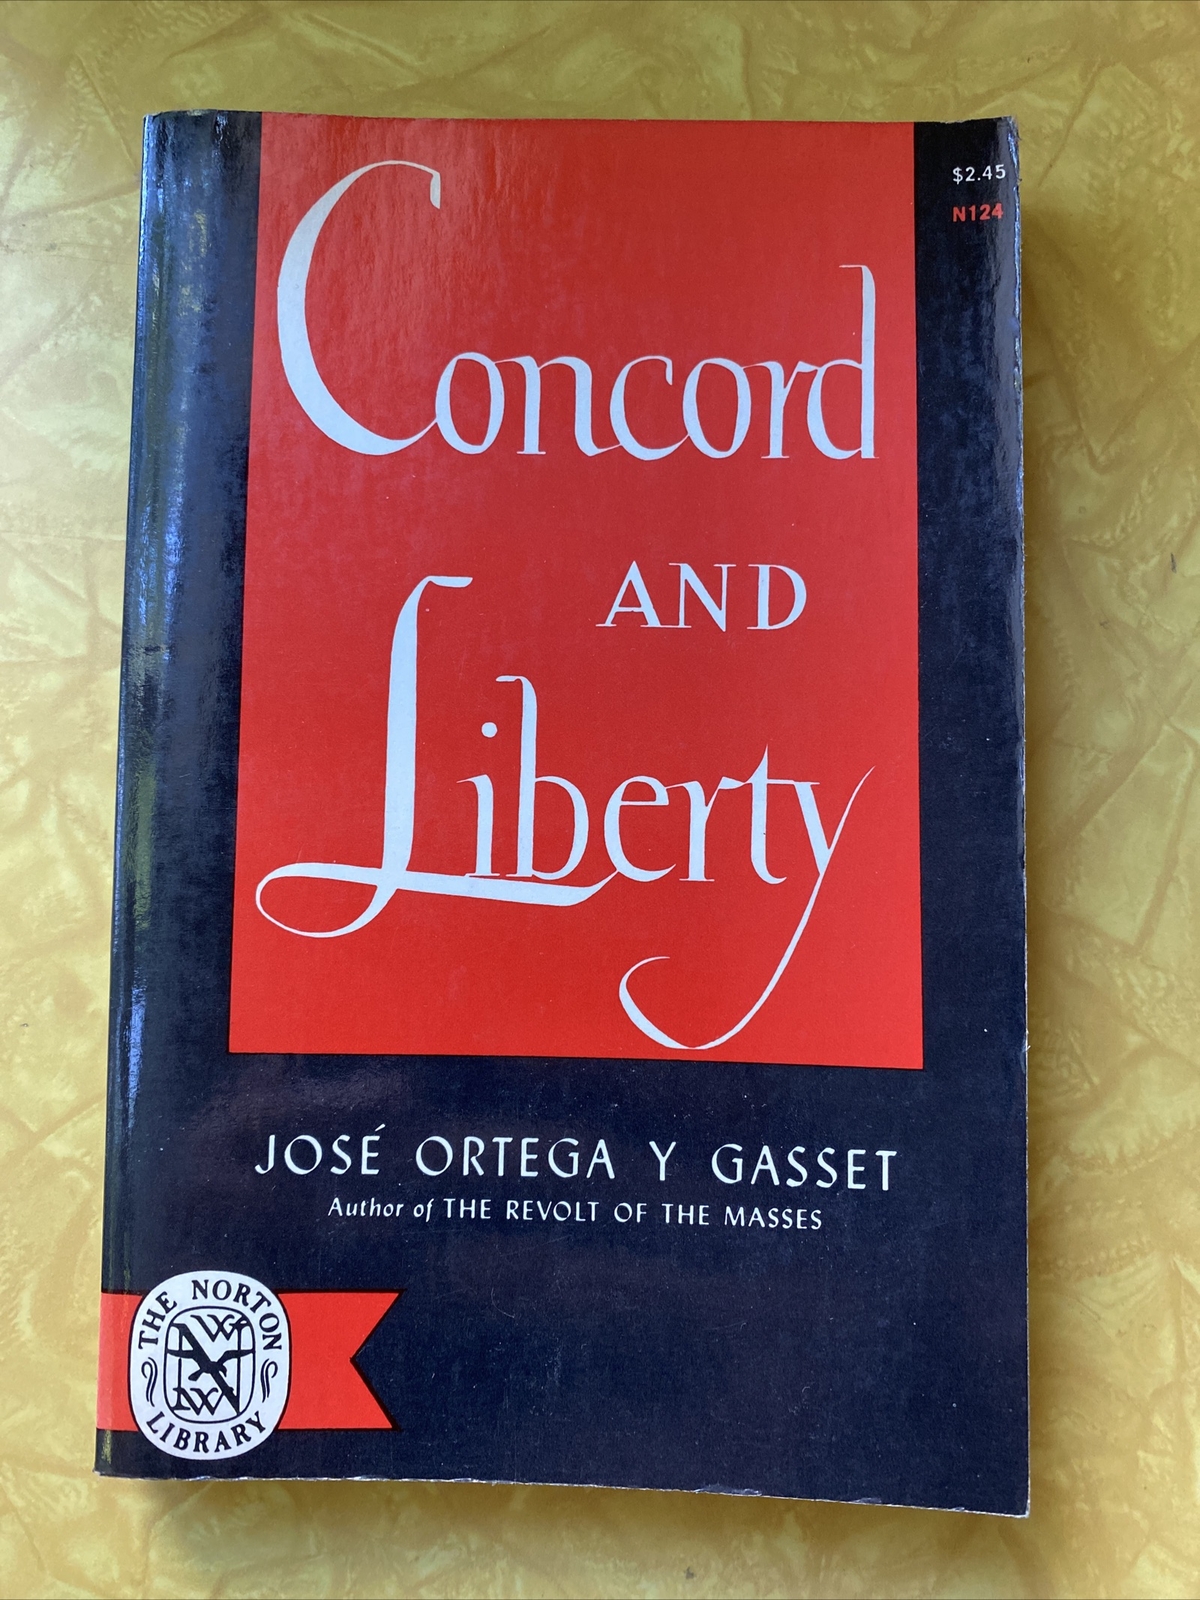 $2.45
N124
Concord
AND
Liberty
JOSÉ ORTEGA Y GASSET
Author of THE REVOLT OF THE MASSES
THE NORTON
LIBRARY